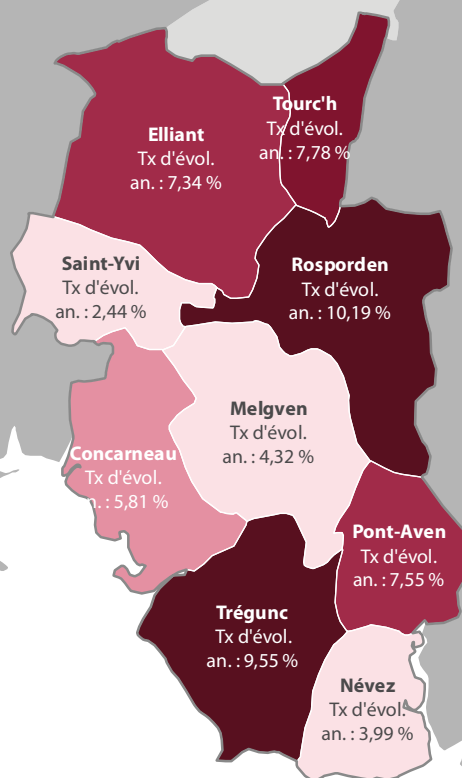 Tourc'h
Tx d'évol.
an. : 7,78 %
Elliant
Tx d'évol.
an. : 7,34 %
Saint-Yvi
Tx d'évol.
an. : 2,44 %
Rosporden
Tx d'évol.
an. : 10,19 %
Melgven
Tx d'évol.
an. : 4,32 %
Concarneau
Tx d'évol.
an. : 5,81 %
Pont-Aven
Tx d'évol.
an. : 7,55 %
Trégunc
Tx d'évol.
an. : 9,55 %
Névez
Tx d'évol.
an. : 3,99 %